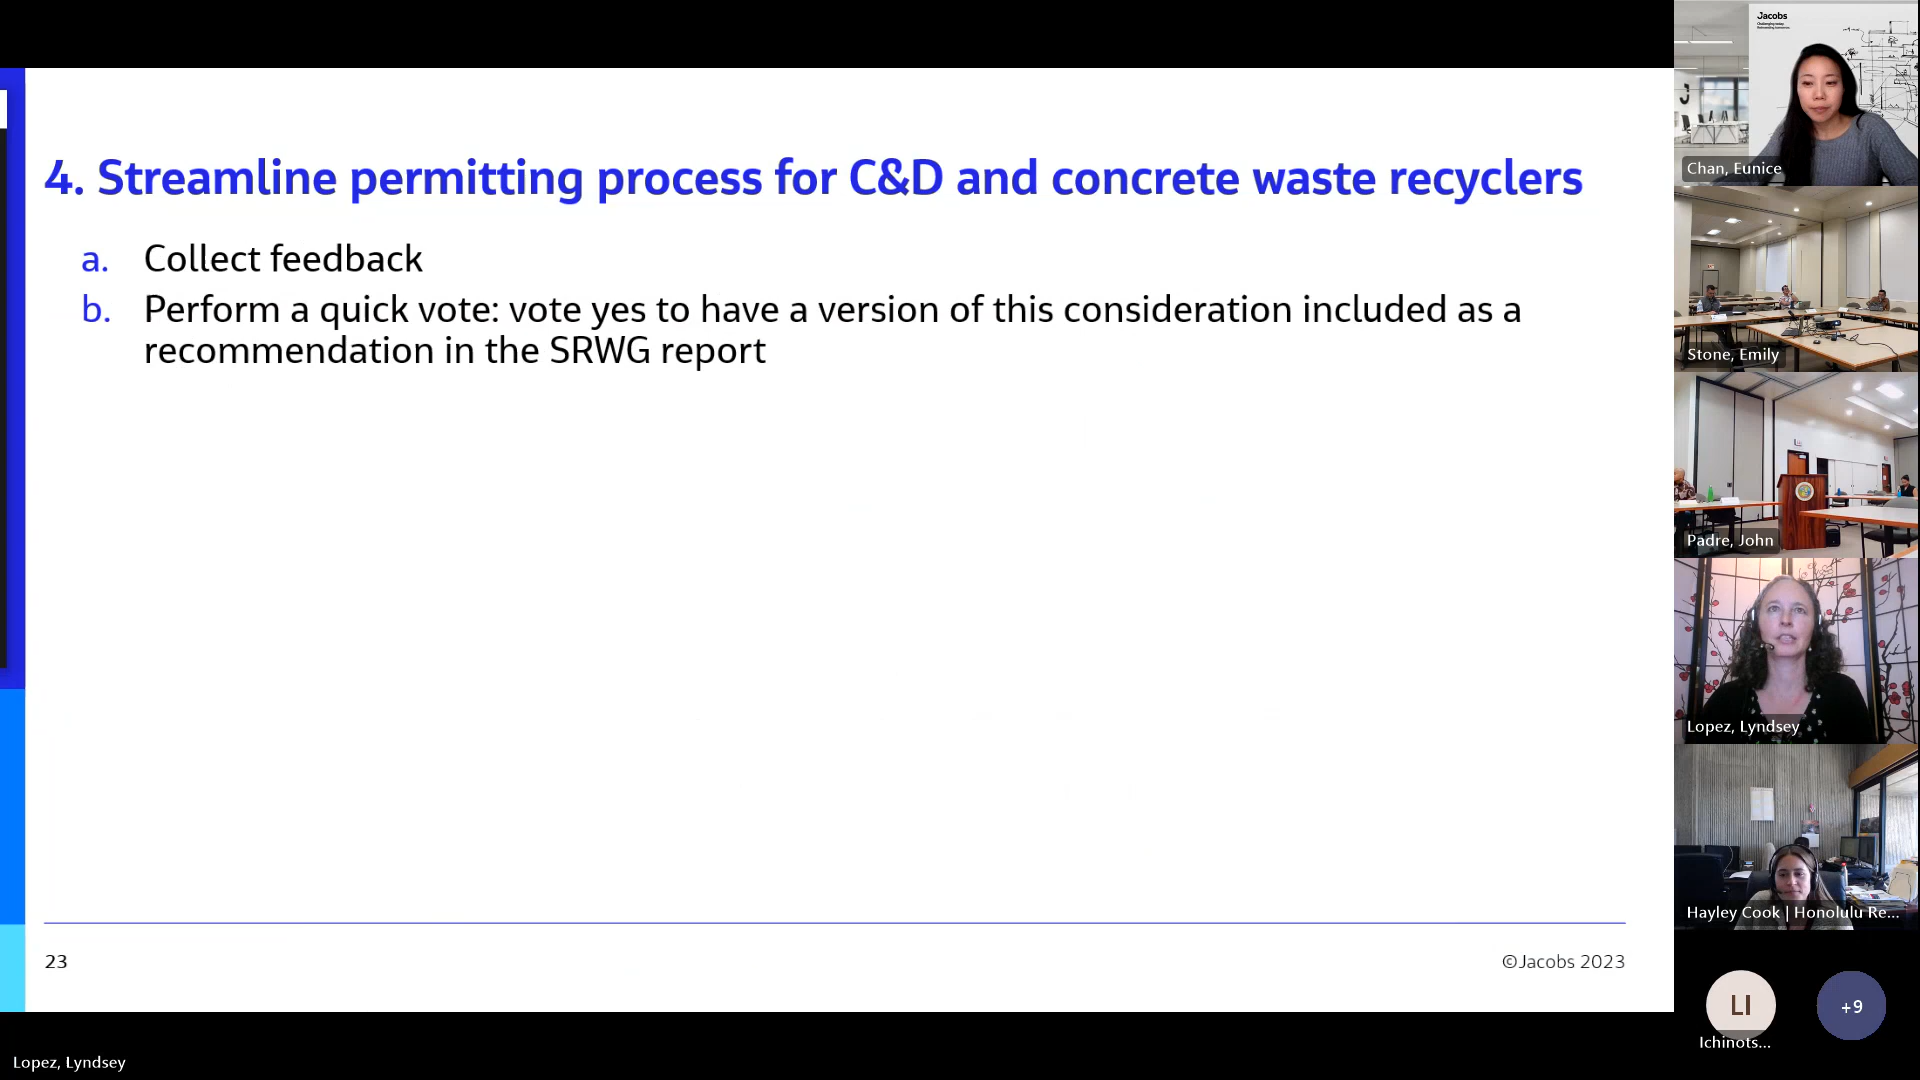 4. Streamline permitting process for C&D and concrete waste recyclers
a. Collect feedback
b. Perform a quick vote: vote yes to have a version of this consideration included as a
recommendation in the SRWG report
23
©Jacobs 2023
Lopez, Lyndsey
Jacobs
Chan, Eunice
Stone, Emily
Padre, John
Lopez, Lyndsey
Hayley Cook | Honolulu Re...
LI
+9
Ichinots...